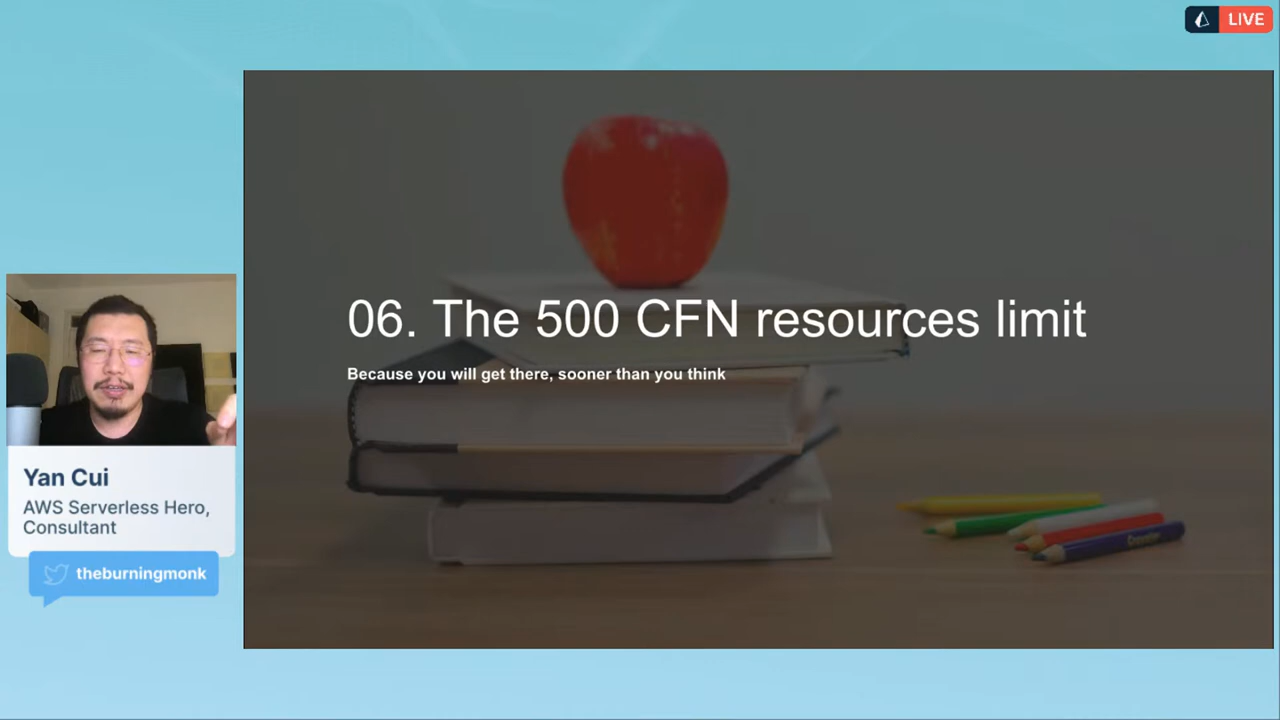 LIVE
06. The 500 CFN resources limit
Because you will get there, sooner than you think
Yan Cui
AWS Serverless Hero,
Consultant
theburningmonk